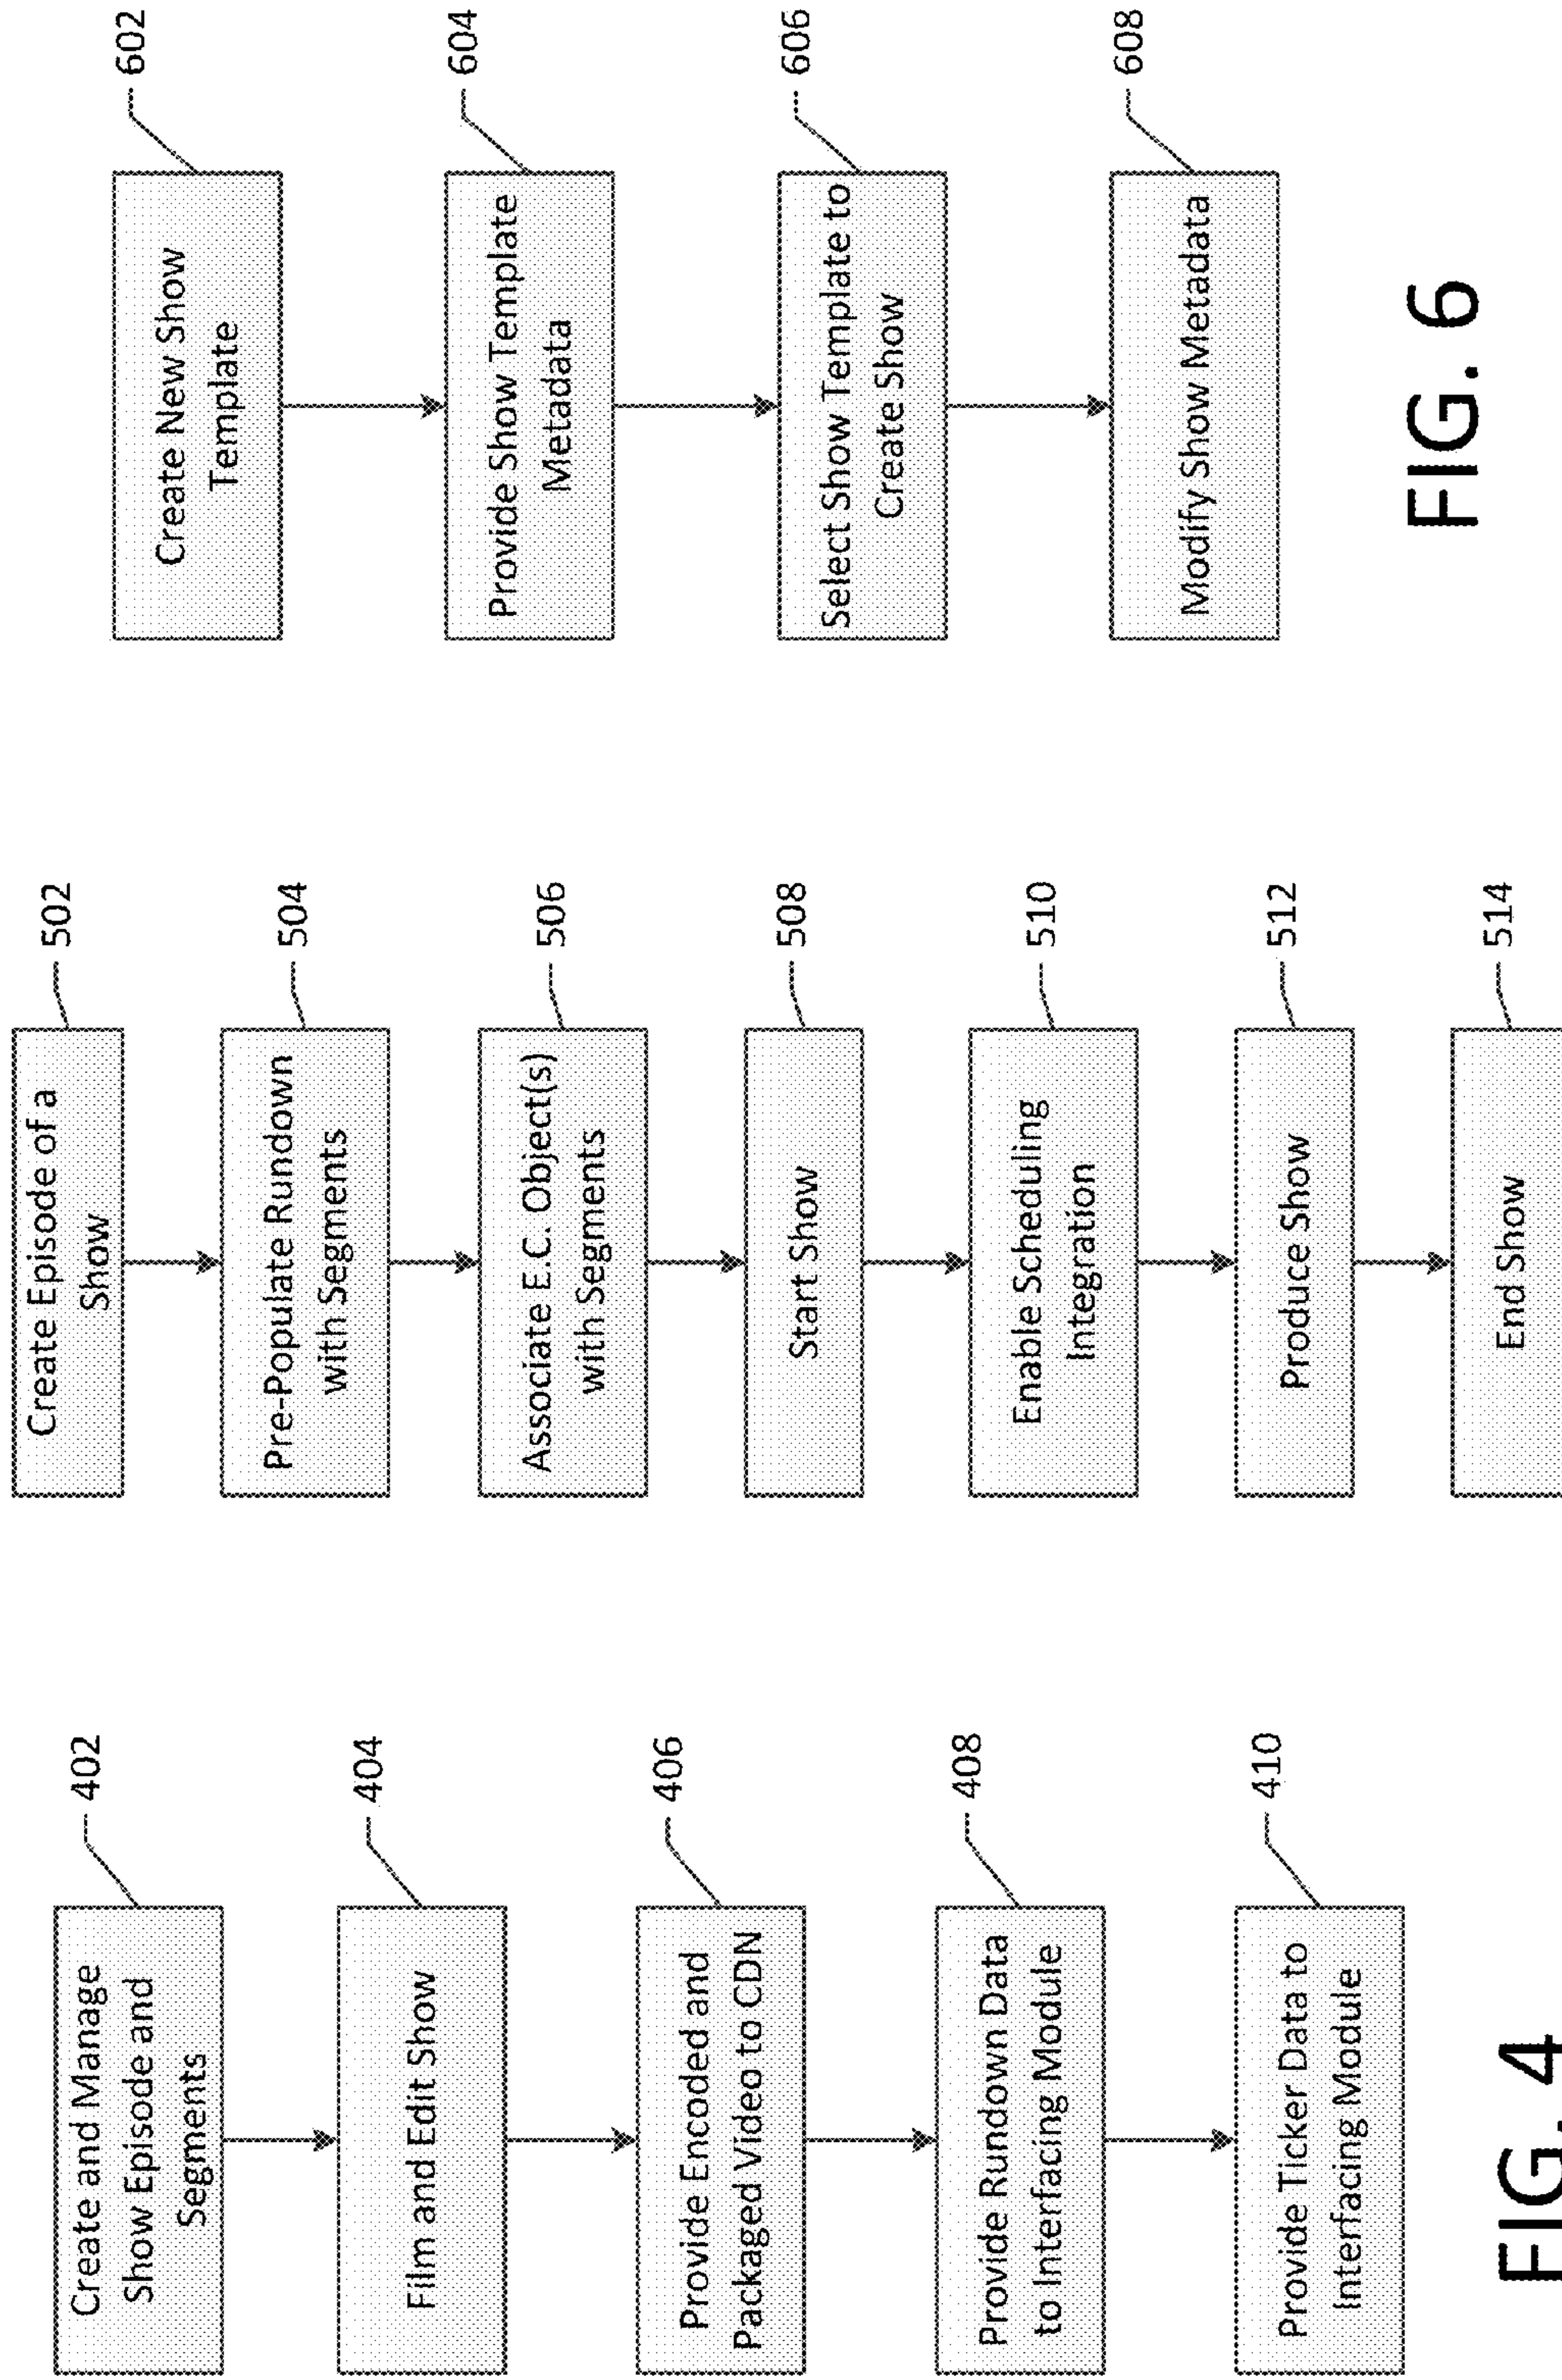 402
Create and Manage
Show Episode and
Segments
404
Film and Edit Show
406
Provide Encoded and
Packaged Video to CDN
408
Provide Rundown Data
to Interfacing Module
410
Provide Ticker Data to
Interfacing Module
FIG. 4
502
Create Episode of a
Show
504
Pre-Populate Rundown
with Segments
506
Associate E.C. Object(s)
with Segments
508
Start Show
510
Enable Scheduling
Integration
512
Produce Show
514
End Show
602
Create New Show
Template
604
Provide Show Template
Metadata
606
Select Show Template to
Create Show
608
Modify Show Metadata
FIG. 6